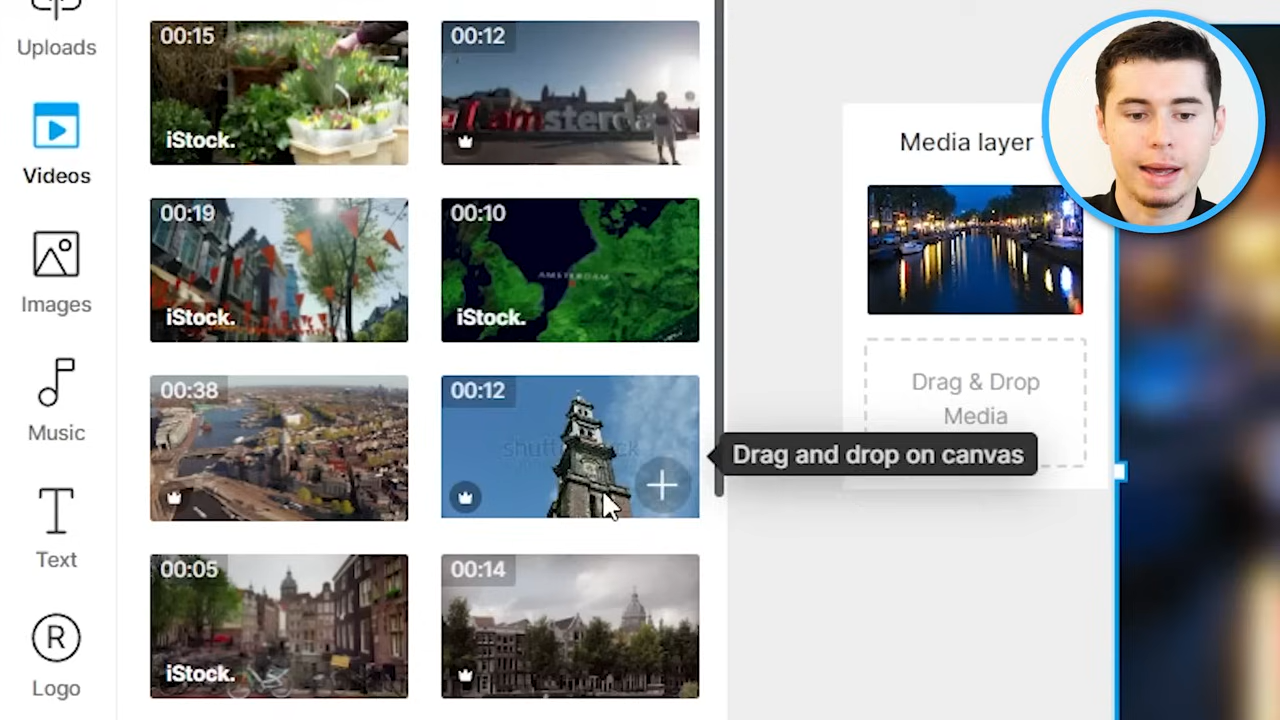 Uploads
Videos
Images
Music
Text
R
Logo
00:15
iStock.
00:12
I amsterda
00:19
iStock.
00:10
AMSTERDAM
iStock.
00:38
00:12
00:05
iStock.
00:14
Media layer
Drag & Drop
Media
Drag and drop on canvas